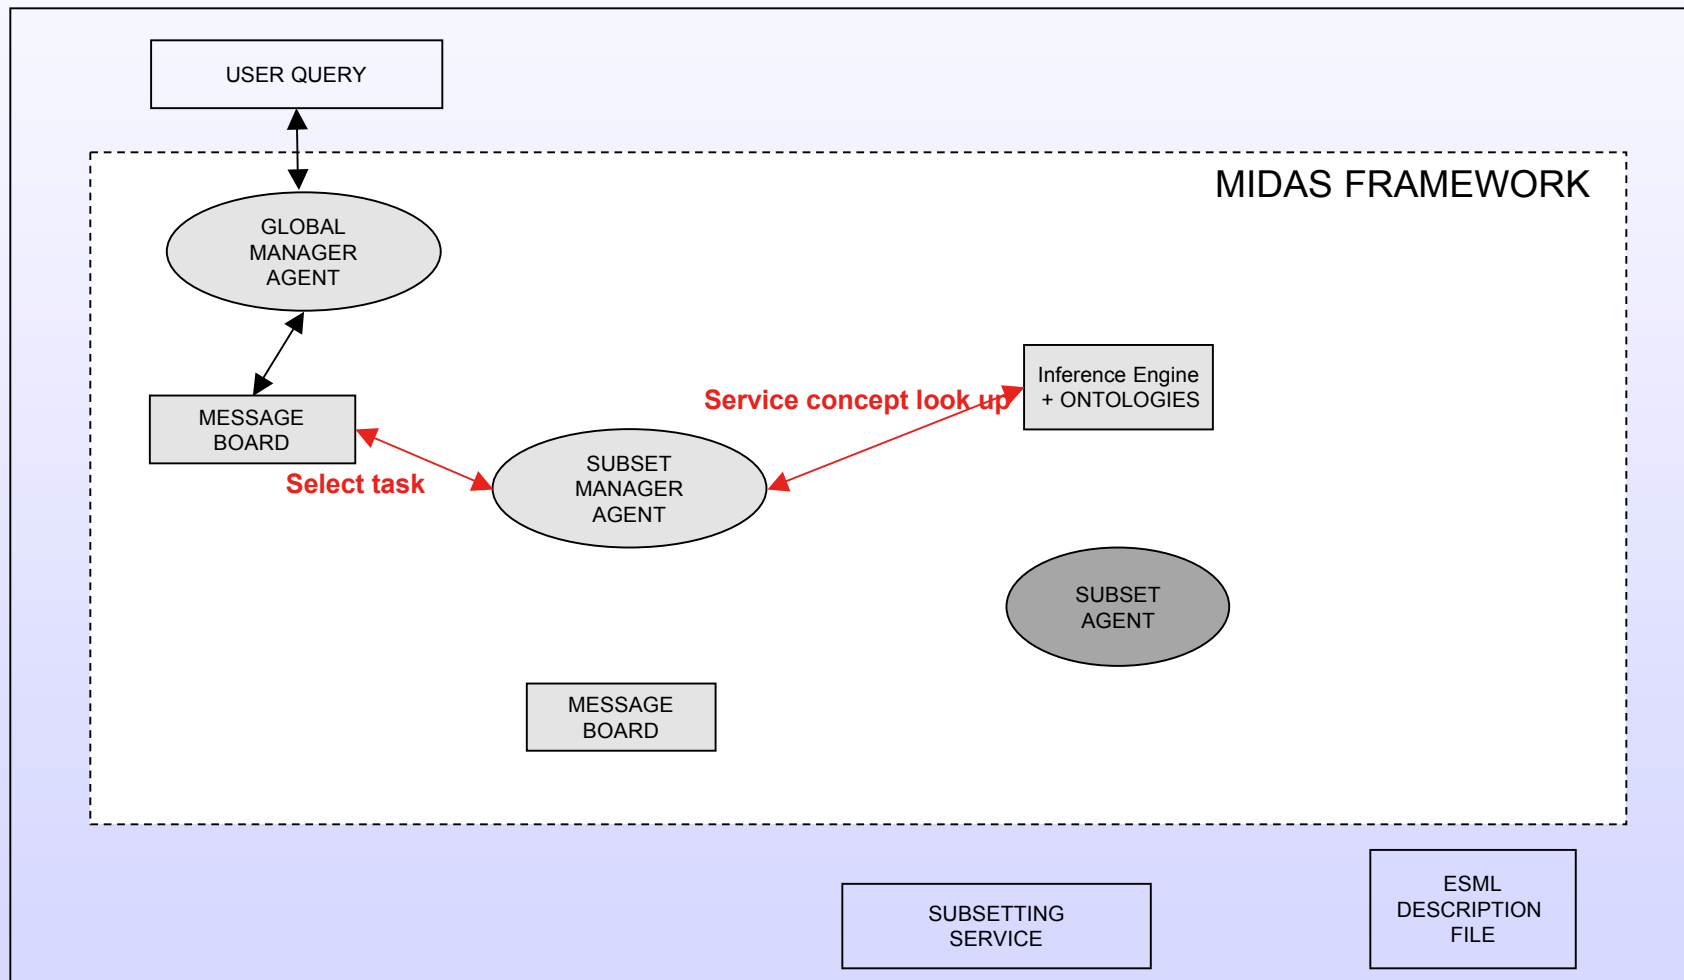 USER QUERY
MIDAS FRAMEWORK
GLOBAL
MANAGER
AGENT
MESSAGE
BOARD
Select task
SUBSET
MANAGER
AGENT
Service concept look up
Inference Engine
+ ONTOLOGIES
SUBSET
AGENT
MESSAGE
BOARD
SUBSETTING
SERVICE
ESML
DESCRIPTION
FILE